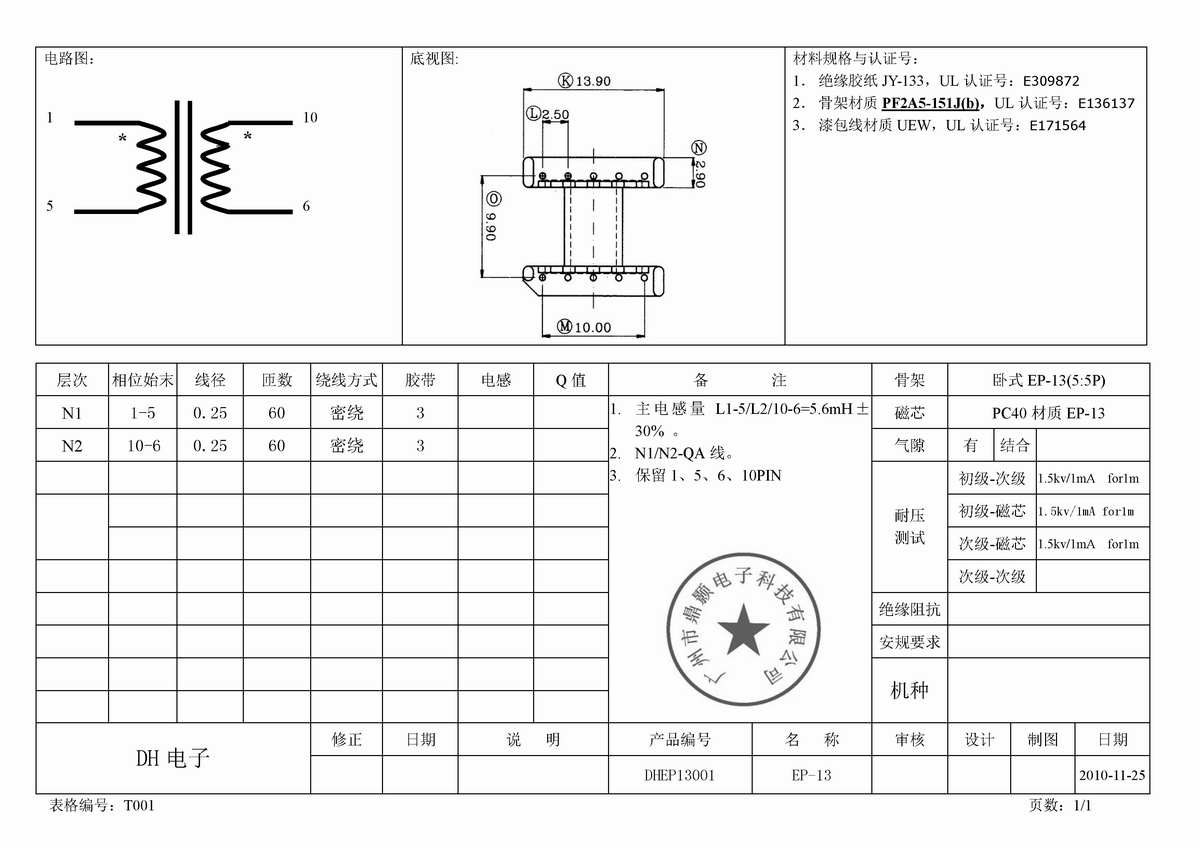 电路图:
1
*
*
10
5
6
底视图:
Ⓚ13.90
Ⓛ2.50
Ⓝ
2.90
Ⓞ
9.90
Ⓜ10.00
材料规格与认证号:
1. 绝缘胶纸 JY-133，UL 认证号：E309872
2. 骨架材质 PF2A5-151J(b)，UL 认证号：E136137
3. 漆包线材质 UEW，UL 认证号：E171564
层次 相位始末 线径 匝数 绕线方式 胶带 电感 Q 值 备 注 骨架 卧式 EP-13(5:5P)
N1 1-5 0.25 60 密绕 3
N2 10-6 0.25 60 密绕 3
1. 主电感量 L1-5/L2/10-6=5.6mH±
30% 。
2. N1/N2-QA 线。
3. 保留 1、5、6、10PIN
磁芯 PC40 材质 EP-13
气隙 有 结合
耐压
测试
初级-次级 1.5kv/1mA for1m
初级-磁芯 1.5kv/1mA for1m
次级-磁芯 1.5kv/1mA for1m
次级-次级
绝缘阻抗
安规要求
机种
广州市鼎颢电子科技有限公司
DH 电子
修正 日期 说 明 产品编号 名 称 审核 设计 制图 日期
DHEP13001 EP-13 2010-11-25
表格编号：T001
页数：1/1